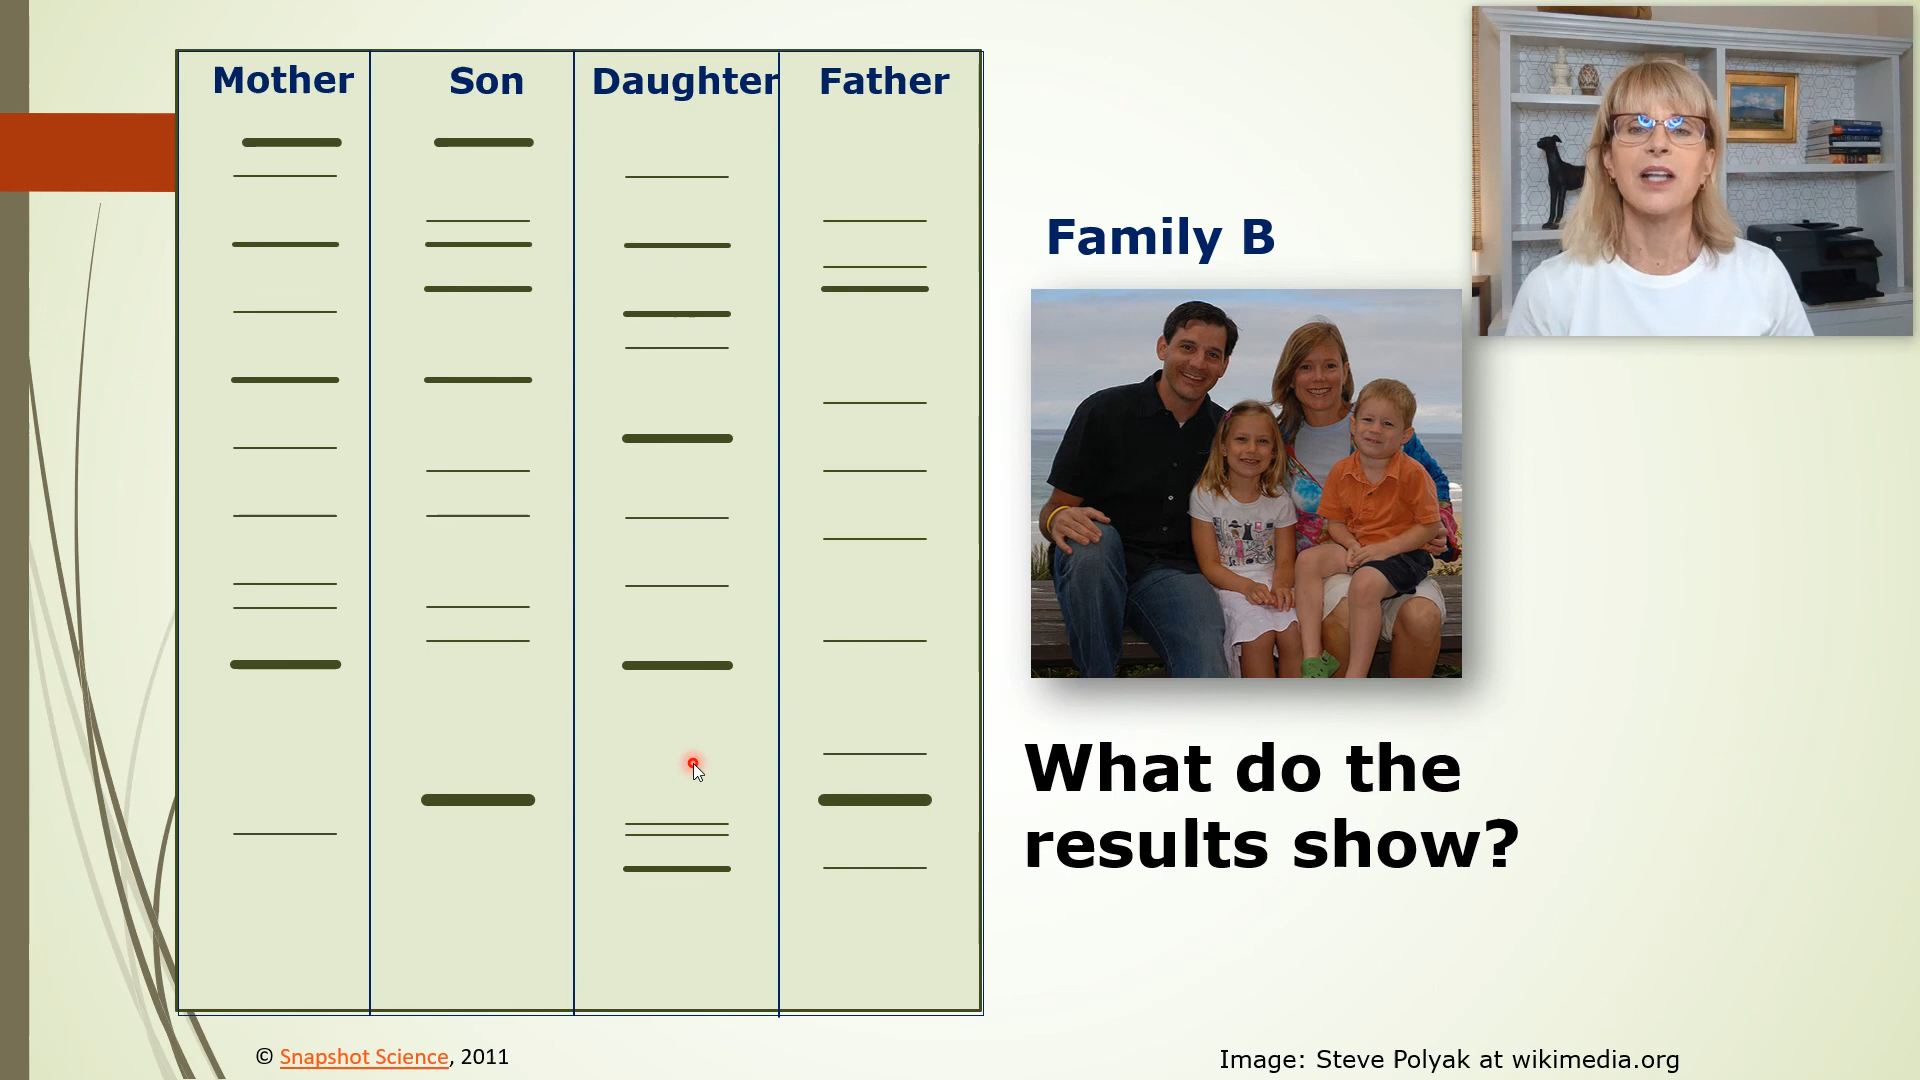 Mother Son Daughter Father
Family B
What do the
results show?
© Snapshot Science, 2011
Image: Steve Polyak at wikimedia.org